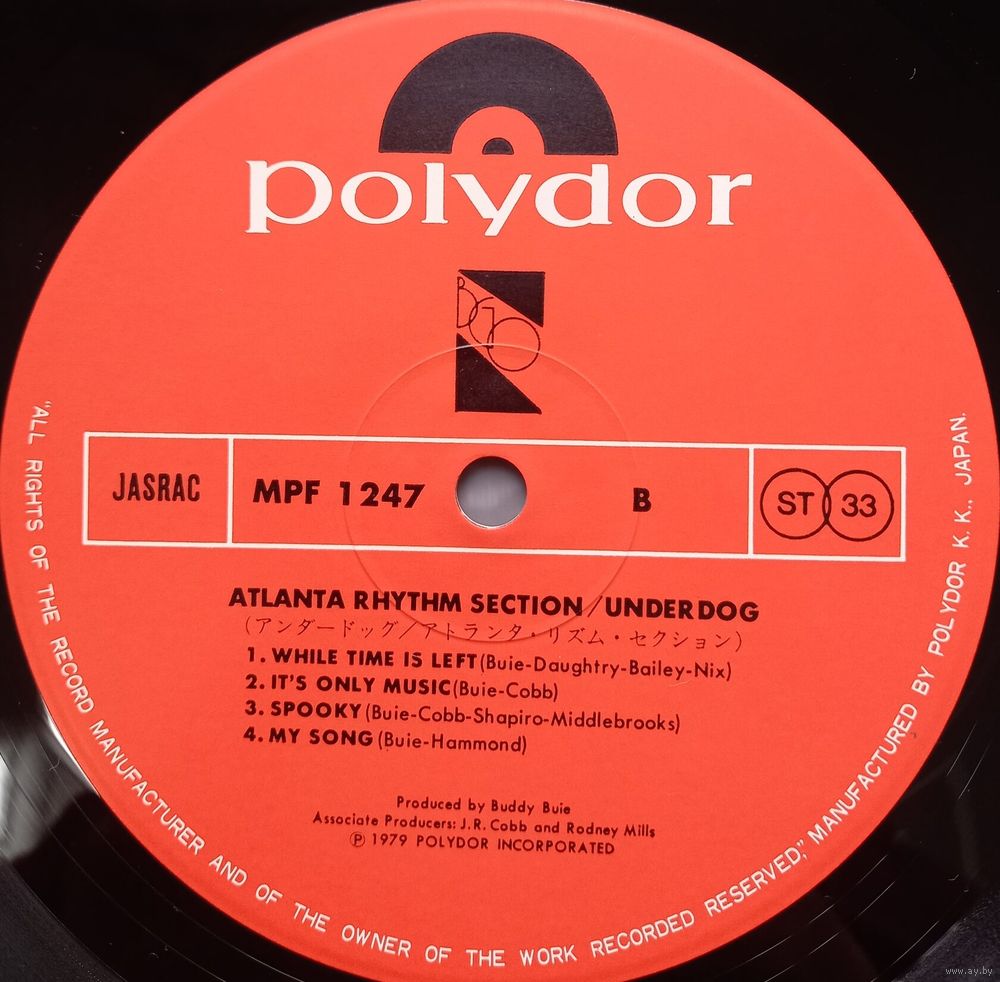 polydor
BGO
JASRAC
MPF 1247
B
ST 33
ATLANTA RHYTHM SECTION/UNDERDOG
(アンダードッグ/アトランタ・リズム・セクション)
1. WHILE TIME IS LEFT (Buie-Daughtry-Bailey-Nix)
2. IT'S ONLY MUSIC (Buie-Cobb)
3. SPOOKY (Buie-Cobb-Shapiro-Middlebrooks)
4. MY SONG (Buie-Hammond)
Produced by Buddy Buie
Associate Producers: J.R. Cobb and Rodney Mills
Ⓟ 1979 POLYDOR INCORPORATED
"ALL RIGHTS OF THE RECORD MANUFACTURER AND OF THE OWNER OF THE WORK RECORDED RESERVED," MANUFACTURED BY POLYDOR K. K., JAPAN.
www.ay.by